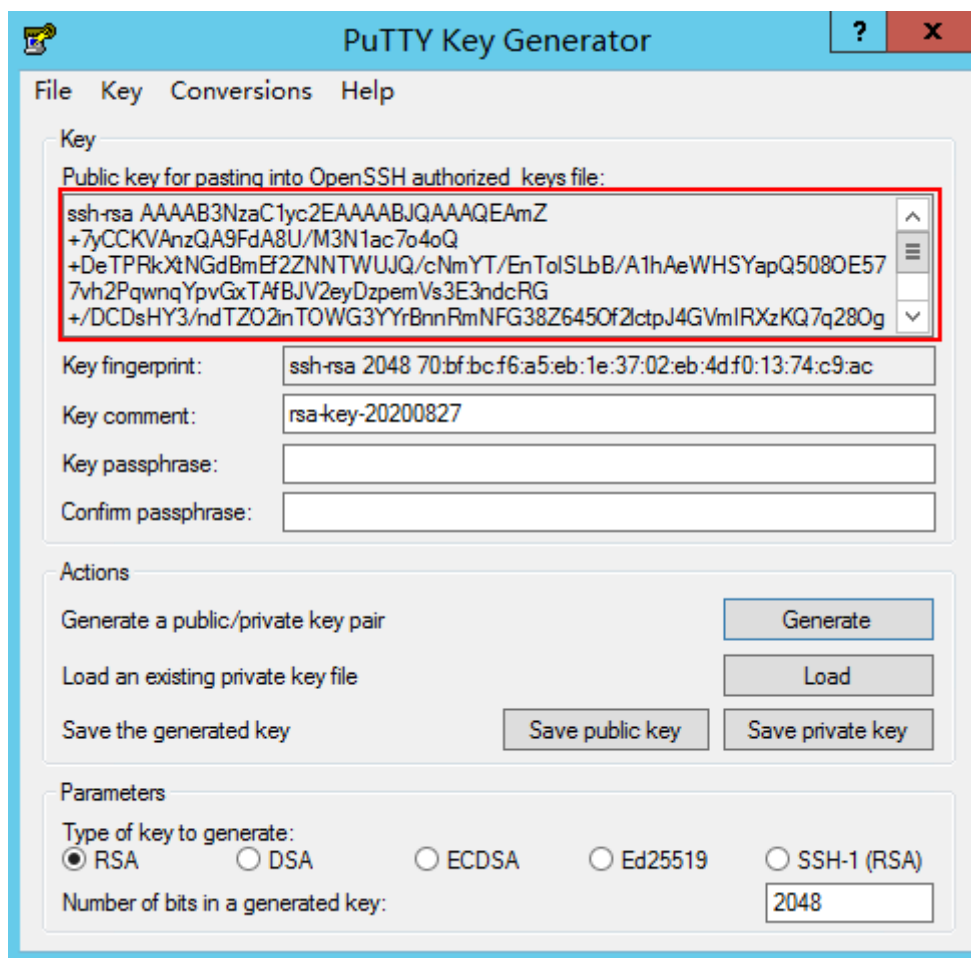 PuTTY Key Generator
? x
File Key Conversions Help
Key
Public key for pasting into OpenSSH authorized_keys file:
ssh-rsa AAAAB3NzaC1yc2EAAAABJQAAAQEAmZ
+7yCCKVAnzQA9FdA8U/M3N1ac7o4oQ
+DeTPRkXtNGdBmEf2ZNNTWUJQ/cNmYT/EnToISLbB/A1hAeWHSYapQ508OE57
7vh2PqwnqYpvGxTAfBJV2eyDzpemVs3E3ndcRG
+/DCDsHY3/ndTZO2inTOWG3YYrBnnRmNFG38Z645Of2IctpJ4GVmIRXzKQ7q28Og
Key fingerprint: ssh-rsa 2048 70:bf:bc:f6:a5:eb:1e:37:02:eb:4d:f0:13:74:c9:ac
Key comment: rsa-key-20200827
Key passphrase:
Confirm passphrase:
Actions
Generate a public/private key pair Generate
Load an existing private key file Load
Save the generated key Save public key Save private key
Parameters
Type of key to generate:
RSA DSA ECDSA Ed25519 SSH-1 (RSA)
Number of bits in a generated key: 2048